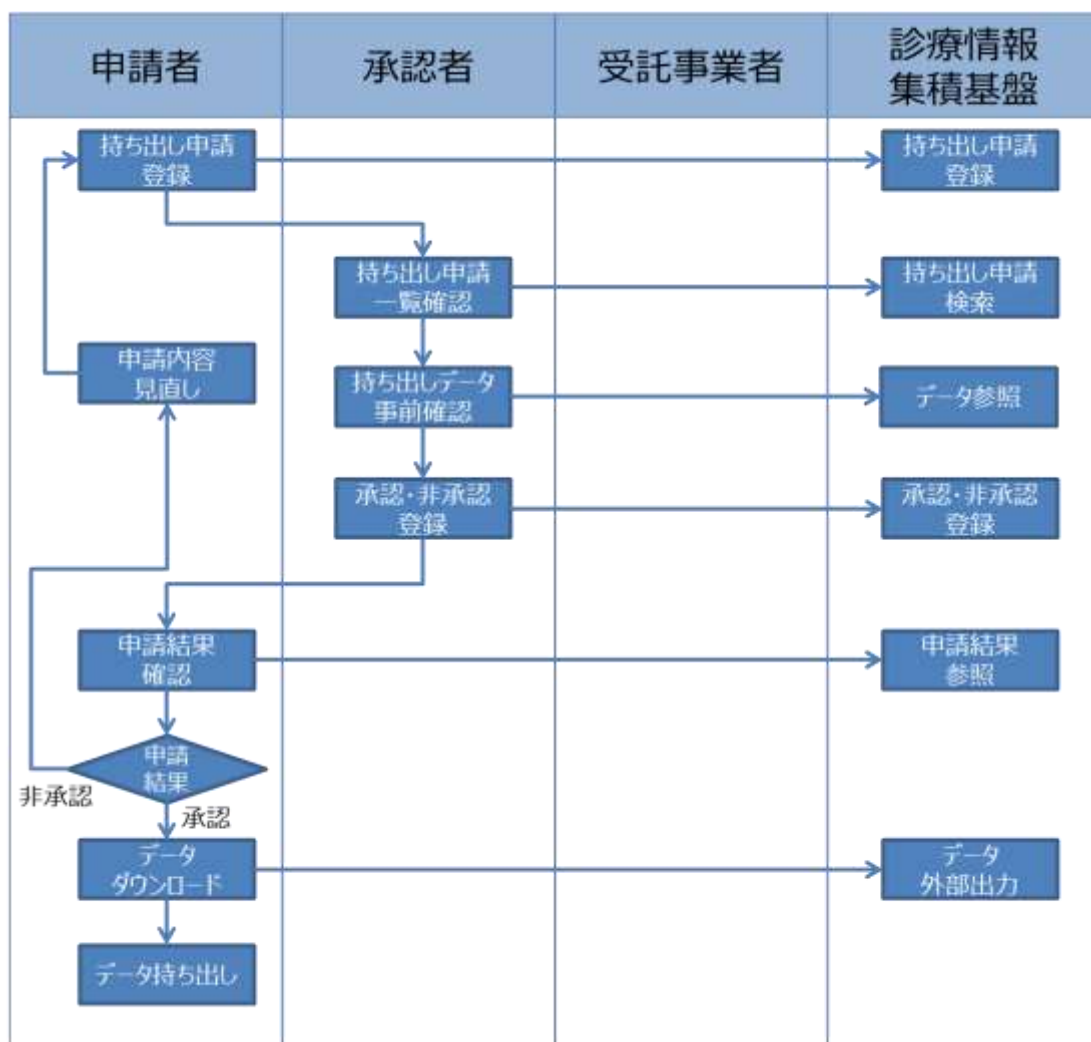 申請者
承認者
受託事業者
診療情報
集積基盤
持ち出し申請
登録
持ち出し申請
登録
持ち出し申請
一覧確認
持ち出し申請
検索
申請内容
見直し
持ち出しデータ
事前確認
データ参照
承認・非承認
登録
承認・非承認
登録
申請結果
確認
申請結果
参照
申請
結果
非承認
承認
データ
ダウンロード
データ
外部出力
データ持ち出し